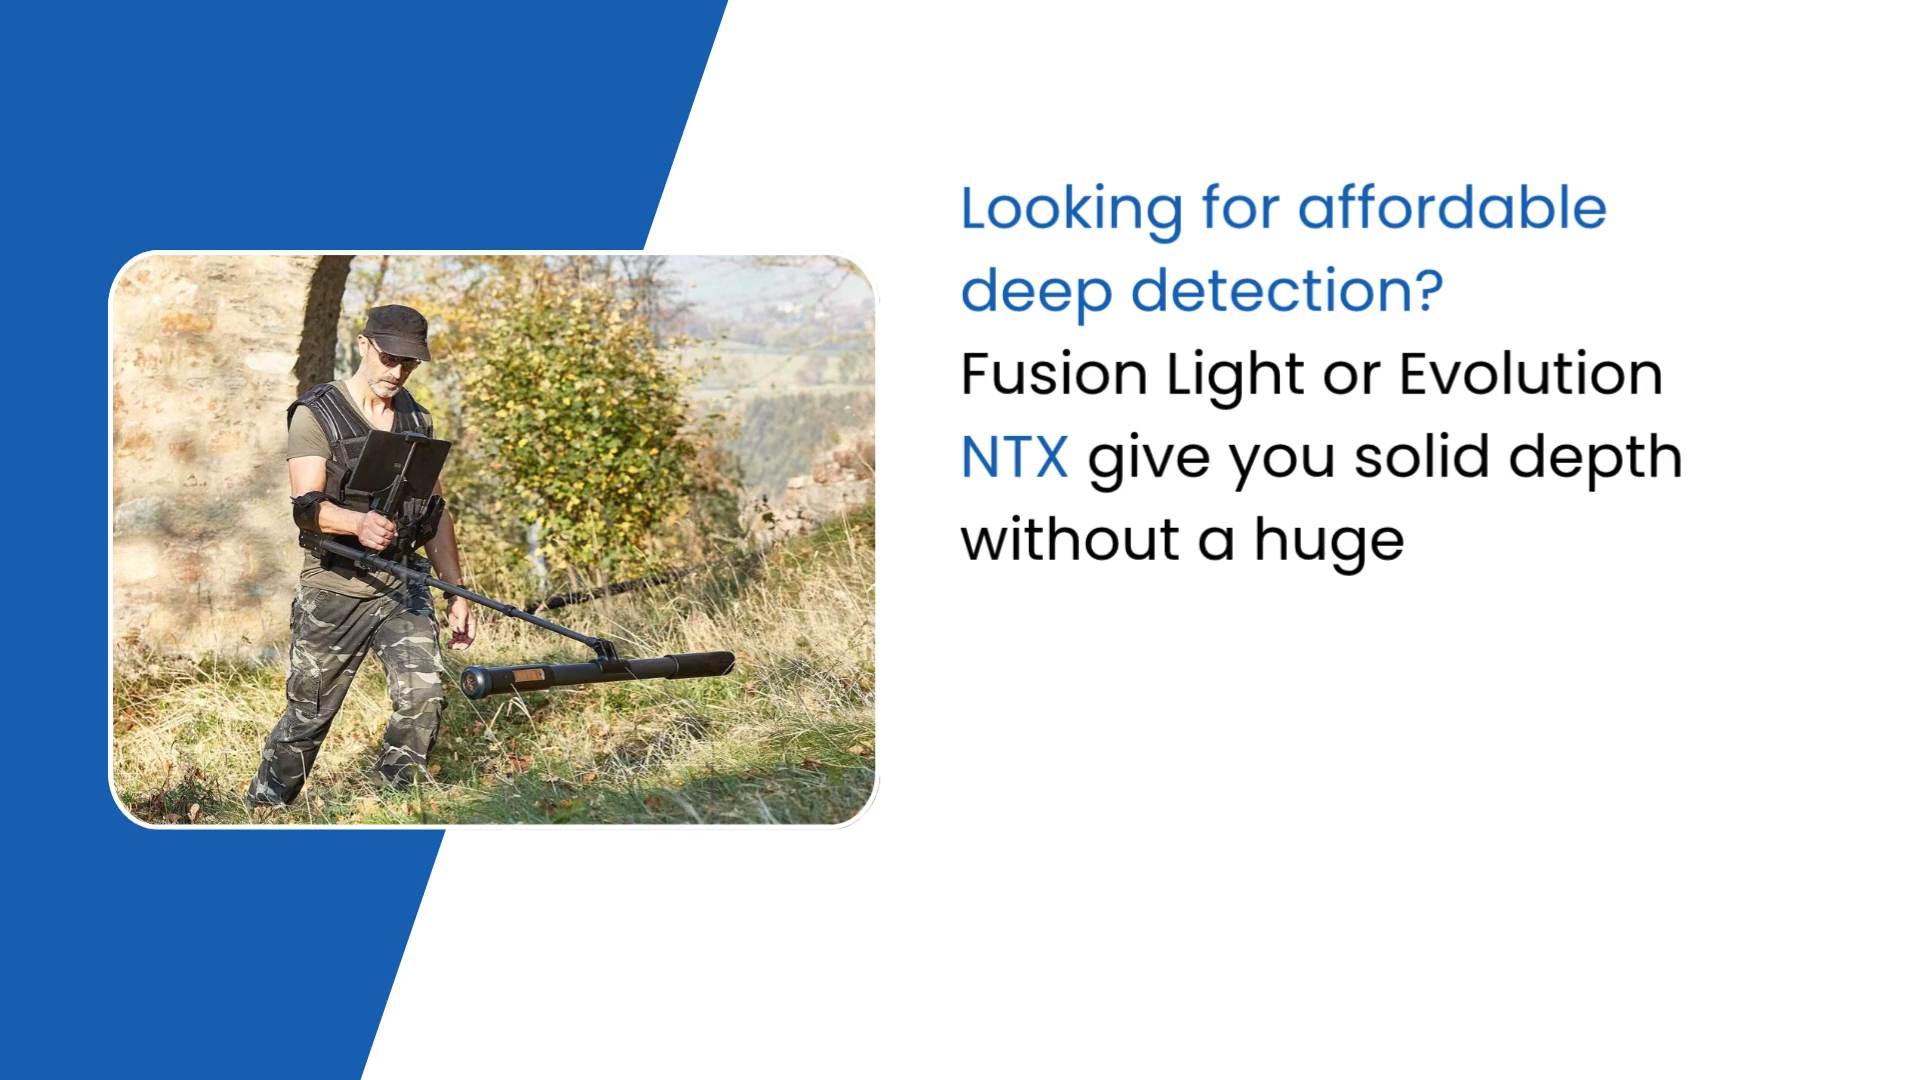 Looking for affordable
deep detection?
Fusion Light or Evolution
NTX give you solid depth
without a huge